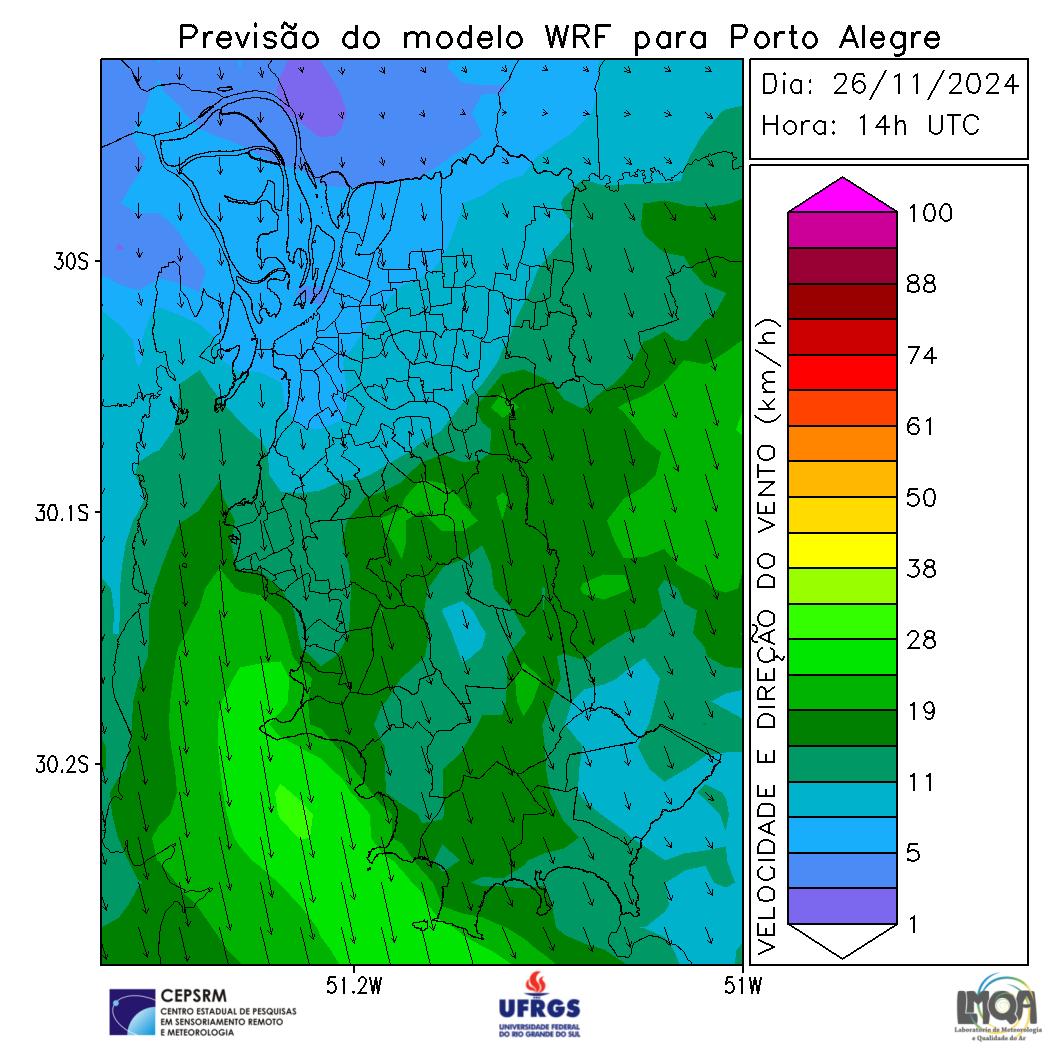 Previsão do modelo WRF para Porto Alegre
Dia: 26/11/2024
Hora: 14h UTC
30S
30.1S
30.2S
51.2W
51W
VELOCIDADE E DIREÇÃO DO VENTO (km/h)
100
88
74
61
50
38
28
19
11
5
1
CEPSRM
CENTRO ESTADUAL DE PESQUISAS
EM SENSORIAMENTO REMOTO
E METEOROLOGIA
UFRGS
UNIVERSIDADE FEDERAL
DO RIO GRANDE DO SUL
LMQA
Laboratório de Meteorologia
e Qualidade do Ar